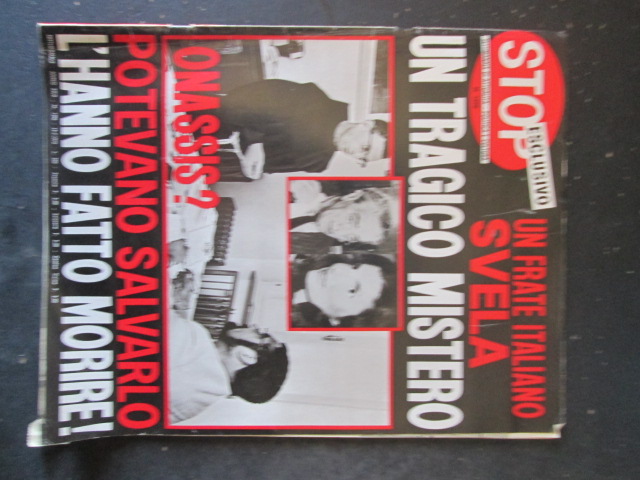 STOP
ESCLUSIVO
UN FRATE ITALIANO
SVELA
UN TRAGICO MISTERO
ONASSIS?
POTEVANO SALVARLO
L'HANNO FATTO MORIRE!